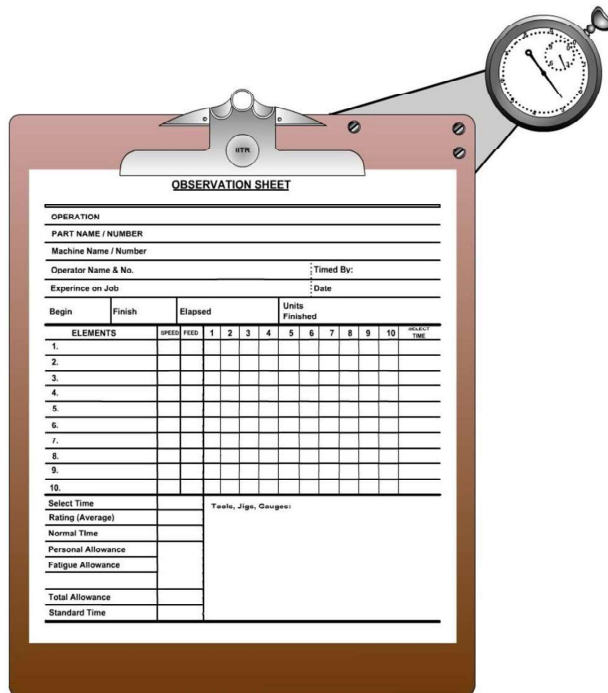 IITR
OBSERVATION SHEET
OPERATION
PART NAME / NUMBER
Machine Name / Number
Operator Name & No. Timed By:
Experince on Job Date
Begin Finish Elapsed Units Finished
ELEMENTS SPEED FEED 1 2 3 4 5 6 7 8 9 10 SELECT TIME
1.
2.
3.
4.
5.
6.
7.
8.
9.
10.
Select Time Tools, Jigs, Gauges:
Rating (Average)
Normal TIme
Personal Allowance
Fatigue Allowance
Total Allowance
Standard Time